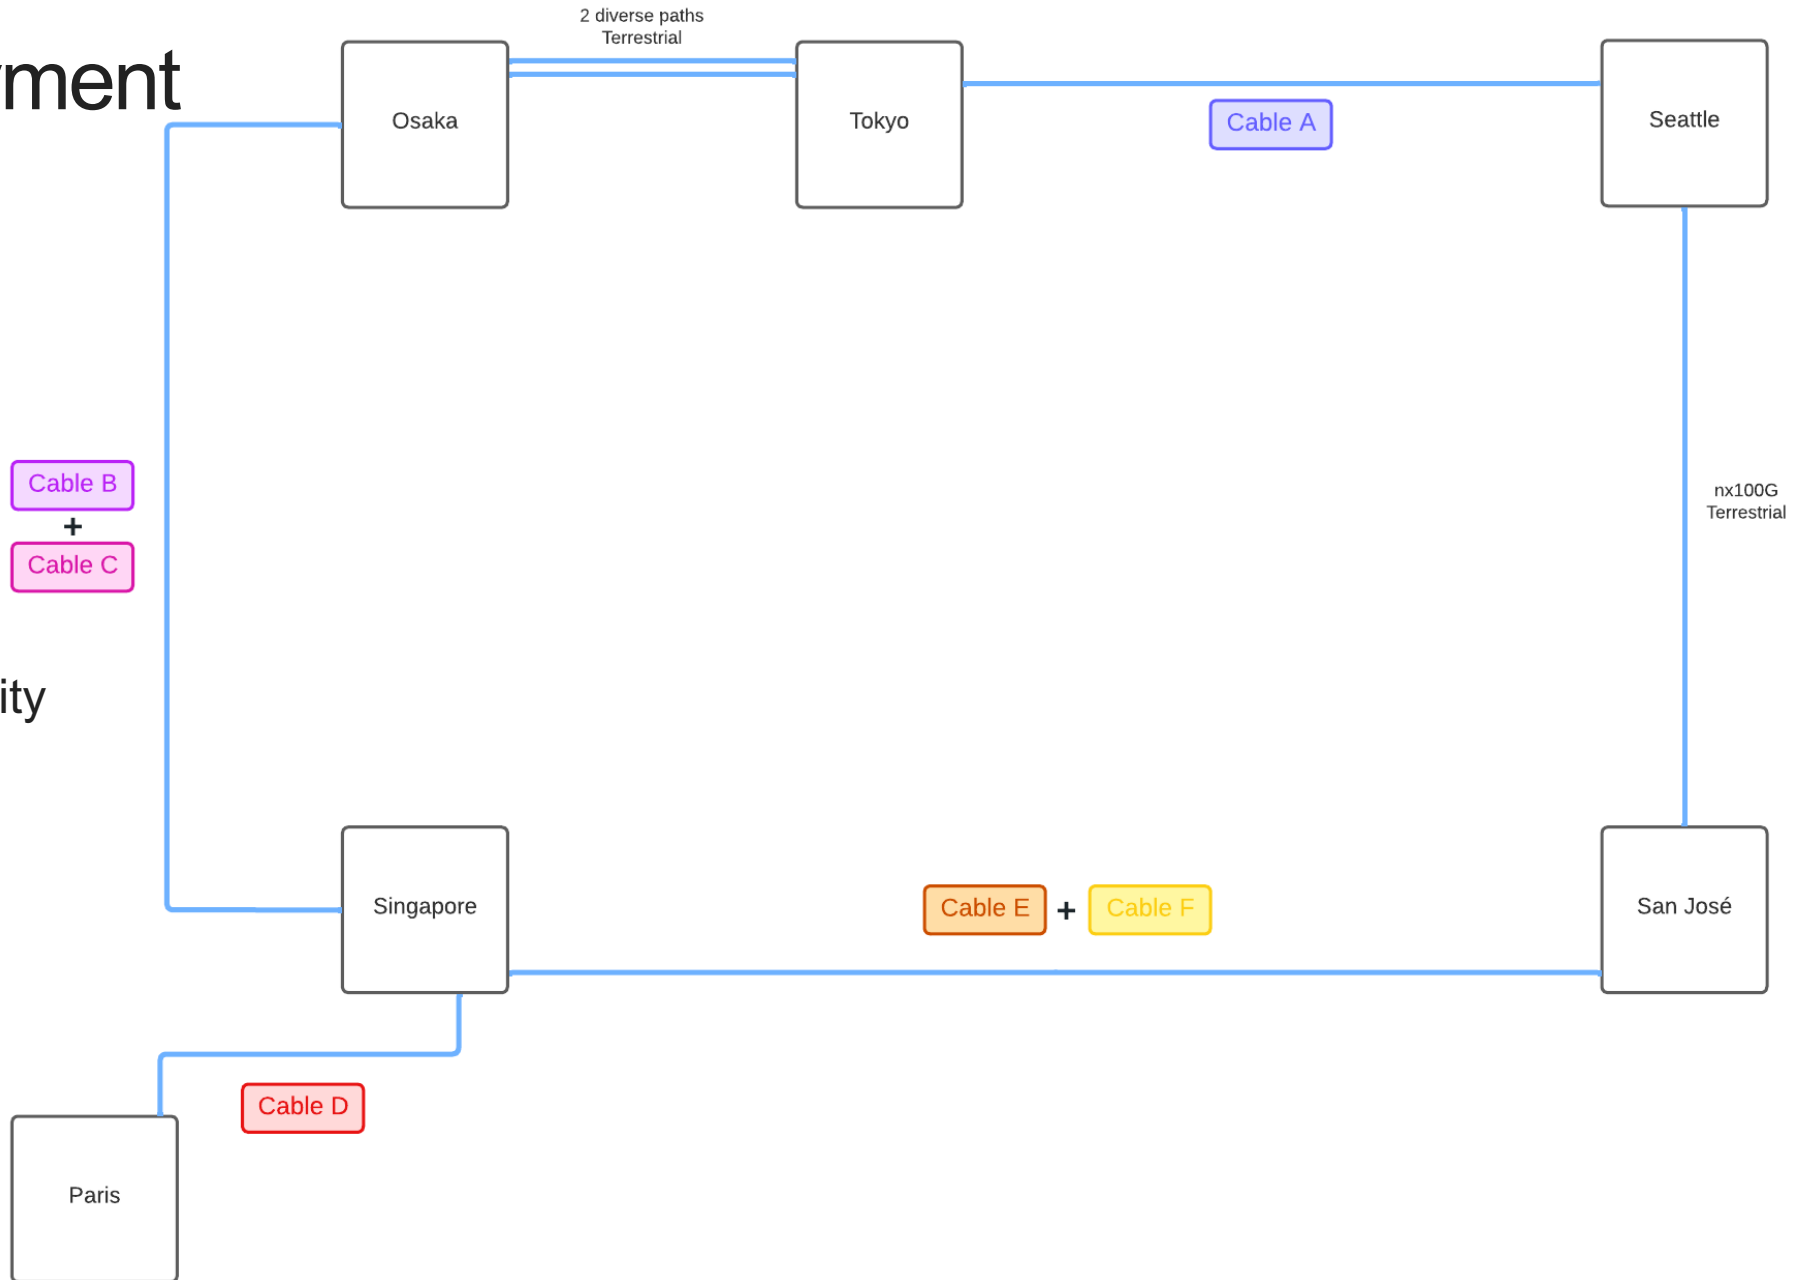 2 diverse paths
Terrestrial
yment
Osaka
Tokyo
Seattle
Cable A
Cable B
+
Cable C
nx100G
Terrestrial
ity
Singapore
Cable E + Cable F
San José
Cable D
Paris